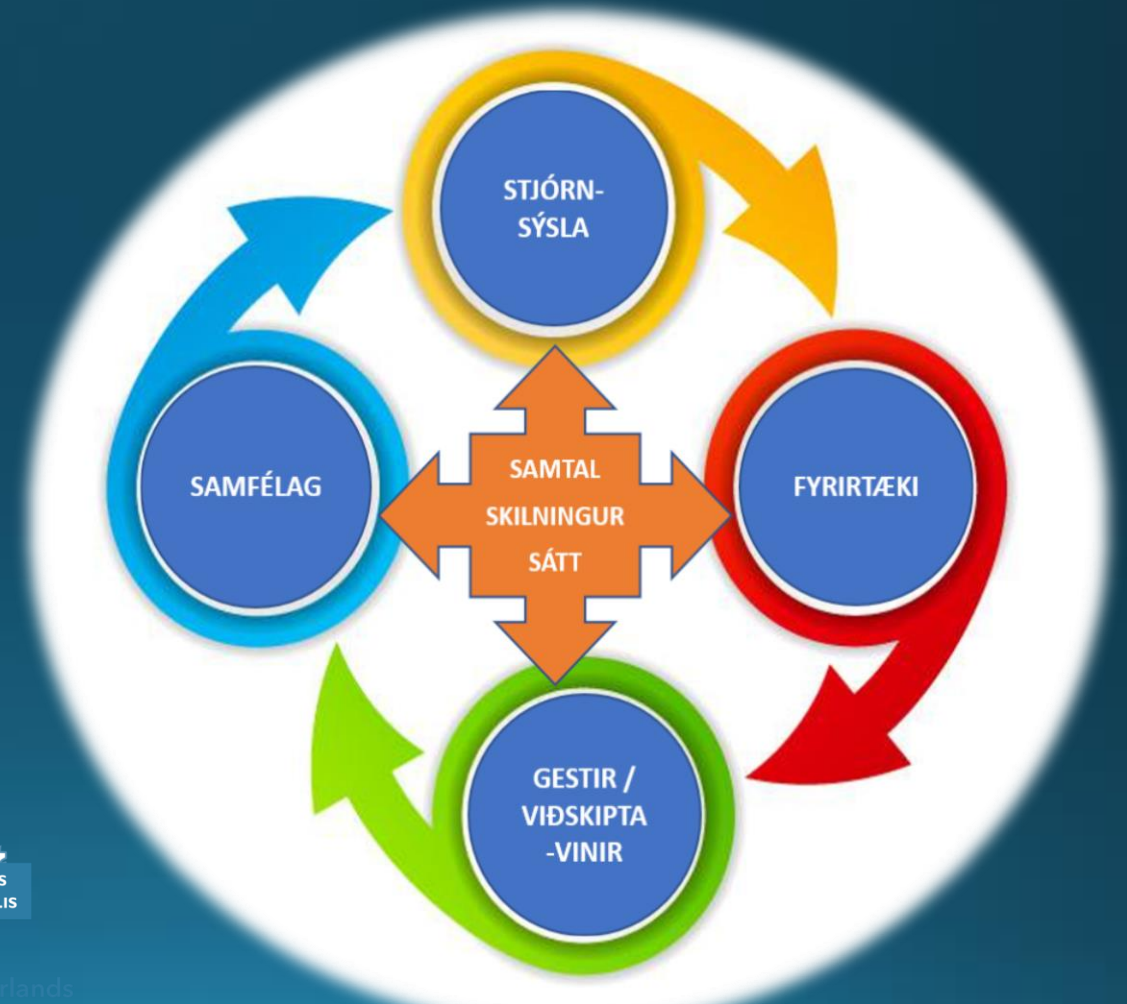 STJÓRN-
SÝSLA
SAMFÉLAG
SAMTAL
SKILNINGUR
SÁTT
FYRIRTÆKI
GESTIR /
VIÐSKIPTA
-VINIR